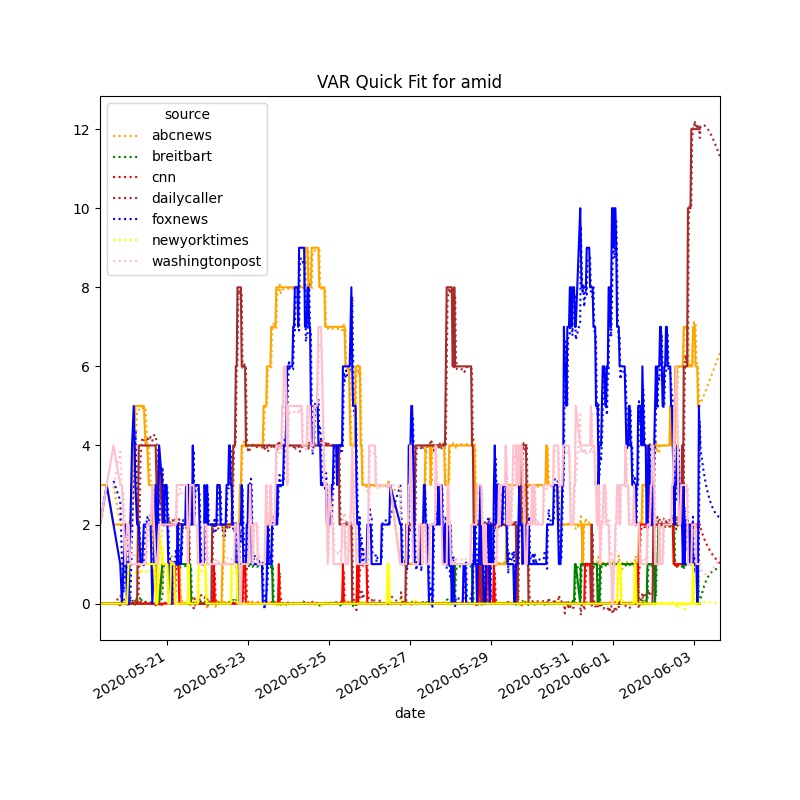 VAR Quick Fit for amid
source
abcnews
breitbart
cnn
dailycaller
foxnews
newyorktimes
washingtonpost
12
10
8
6
4
2
0
2020-05-21
2020-05-23
2020-05-25
2020-05-27
2020-05-29
2020-05-31
2020-06-01
2020-06-03
date